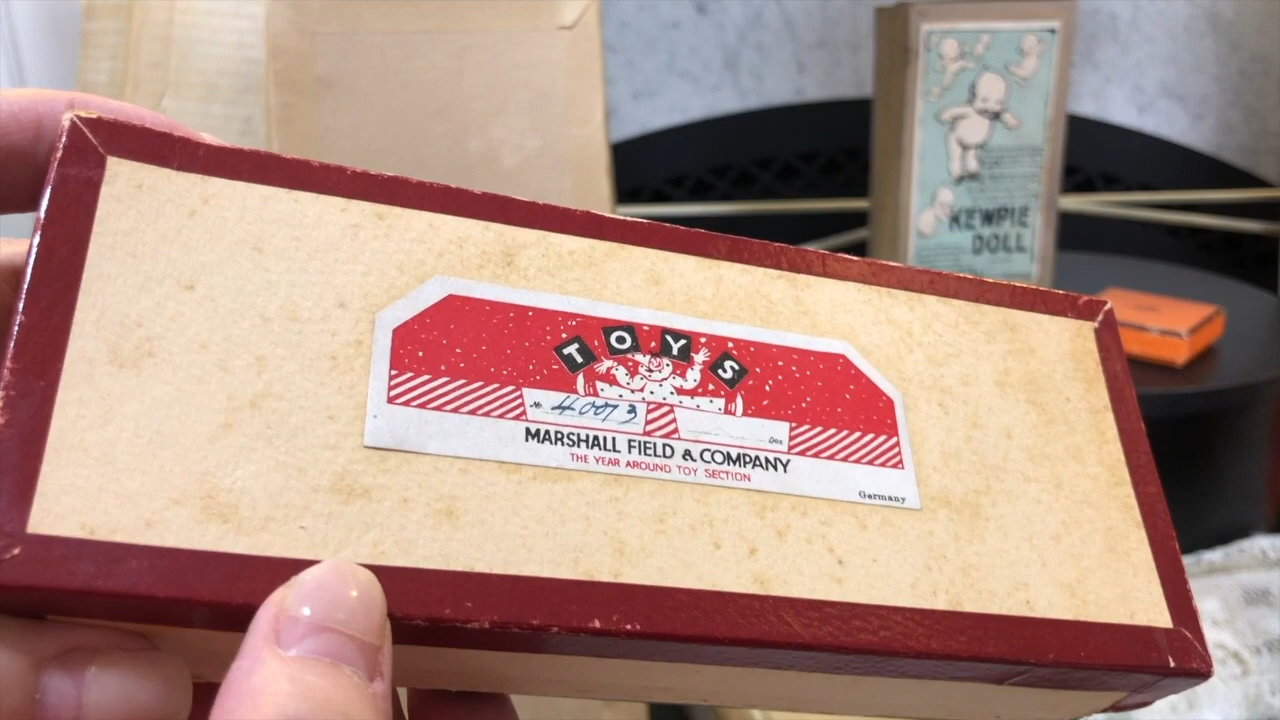 TOYS
No. 40073
Doz
MARSHALL FIELD & COMPANY
THE YEAR AROUND TOY SECTION
Germany
KEWPIE
DOLL